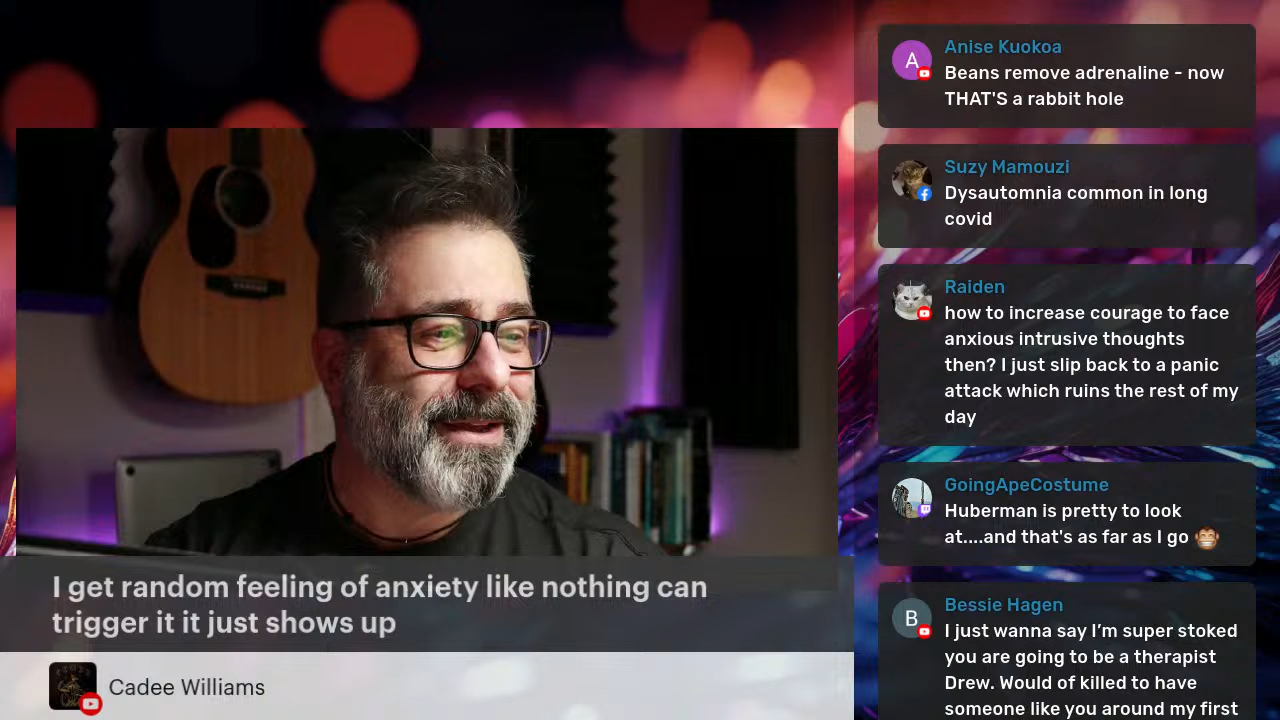 I get random feeling of anxiety like nothing can
trigger it it just shows up
Cadee Williams
A
Anise Kuokoa
Beans remove adrenaline - now
THAT'S a rabbit hole
Suzy Mamouzi
Dysautomnia common in long
covid
Raiden
how to increase courage to face
anxious intrusive thoughts
then? I just slip back to a panic
attack which ruins the rest of my
day
GoingApeCostume
Huberman is pretty to look
at....and that's as far as I go 🐵
B
Bessie Hagen
I just wanna say I’m super stoked
you are going to be a therapist
Drew. Would of killed to have
someone like you around my first